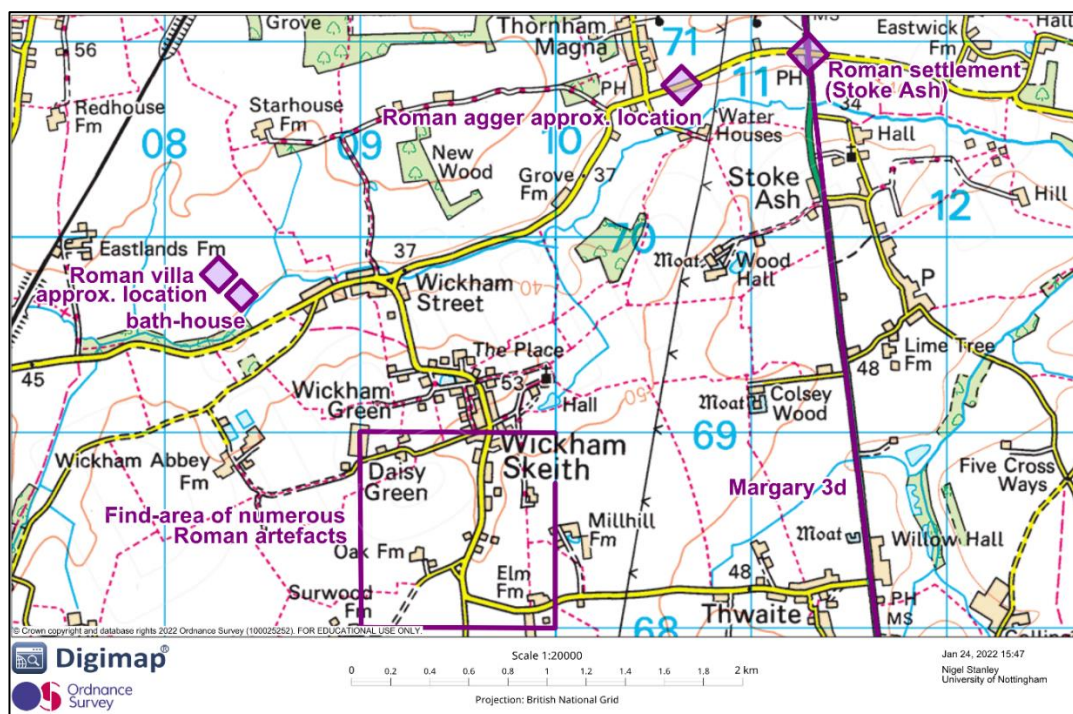 56
Grove
Thornham
Magna
71
MS
Eastwick
Fm
Hall
Redhouse
Fm
08
Starhouse
Fm
09
PH
10
11
PH
Roman settlement
(Stoke Ash)
34
Roman agger approx. location
Water
Houses
Hall
New
Wood
Grove
Fm
37
Stoke
Ash
Hill
12
Eastlands Fm
37
70
Moat
Wood
Hall
Roman villa
approx. location
bath-house
Wickham
Street
40
P
45
The Place
53
Lime Tree
Fm
48
Wickham
Green
Hall
50
Moat
Colsey
Wood
69
Wickham Abbey
Fm
Daisy
Green
Wickham
Skeith
Margary 3d
Five Cross
Ways
Find-area of numerous
Roman artefacts
Oak Fm
Millhill
Fm
Moat
Willow Hall
Surwood
Fm
Elm
Fm
48
Thwaite
PH
MS
68
© Crown copyright and database rights 2022 Ordnance Survey (100025252). FOR EDUCATIONAL USE ONLY.
Digimap®
Ordnance
Survey
Scale 1:20000
0 0.2 0.4 0.6 0.8 1 1.2 1.4 1.6 1.8 2 km
Projection: British National Grid
Jan 24, 2022 15:47
Nigel Stanley
University of Nottingham